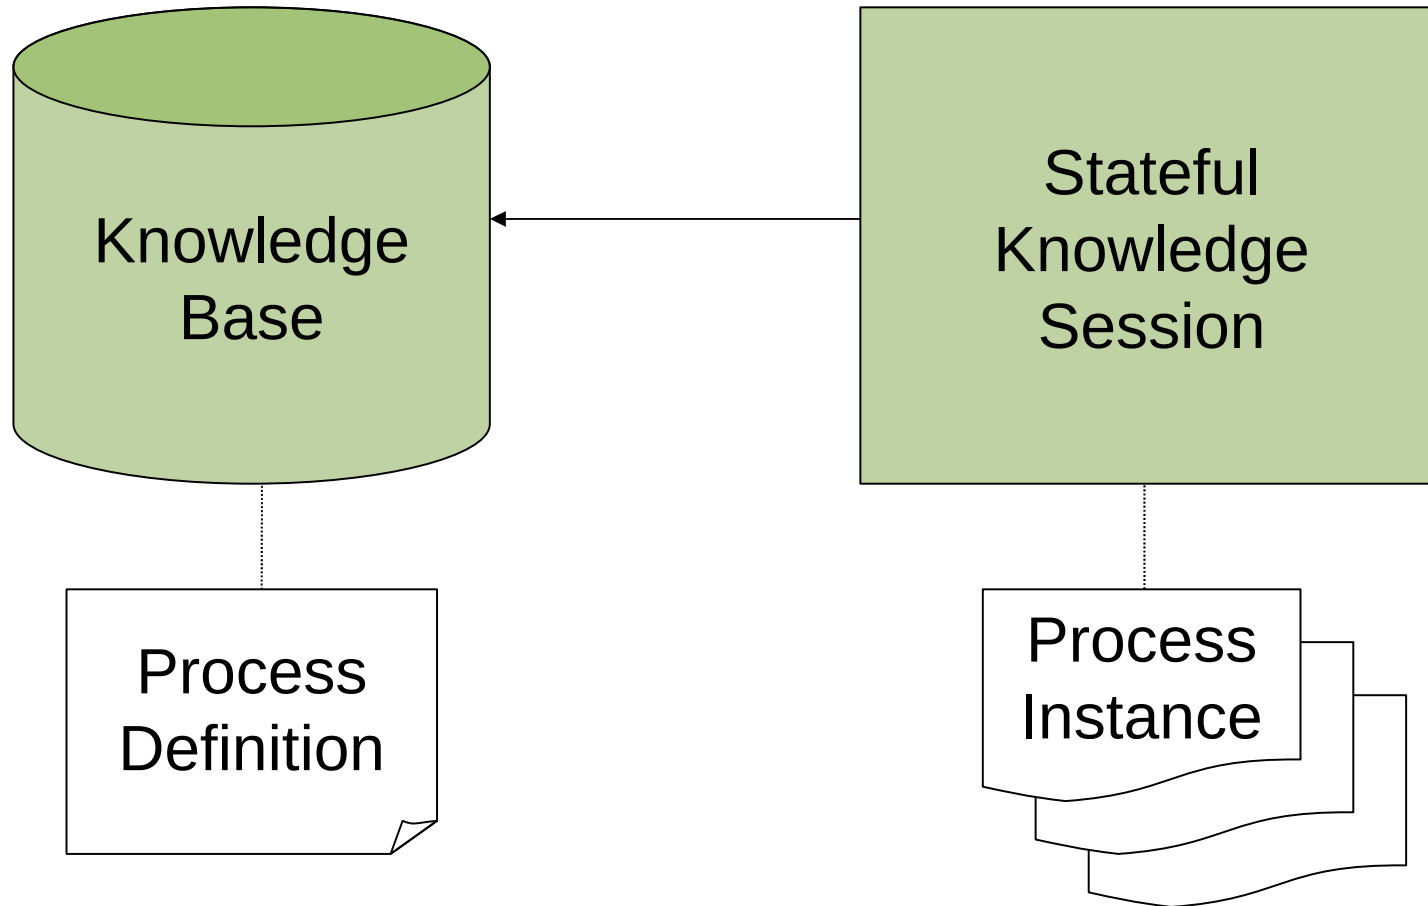 Knowledge
Base
Stateful
Knowledge
Session
Process
Definition
Process
Instance